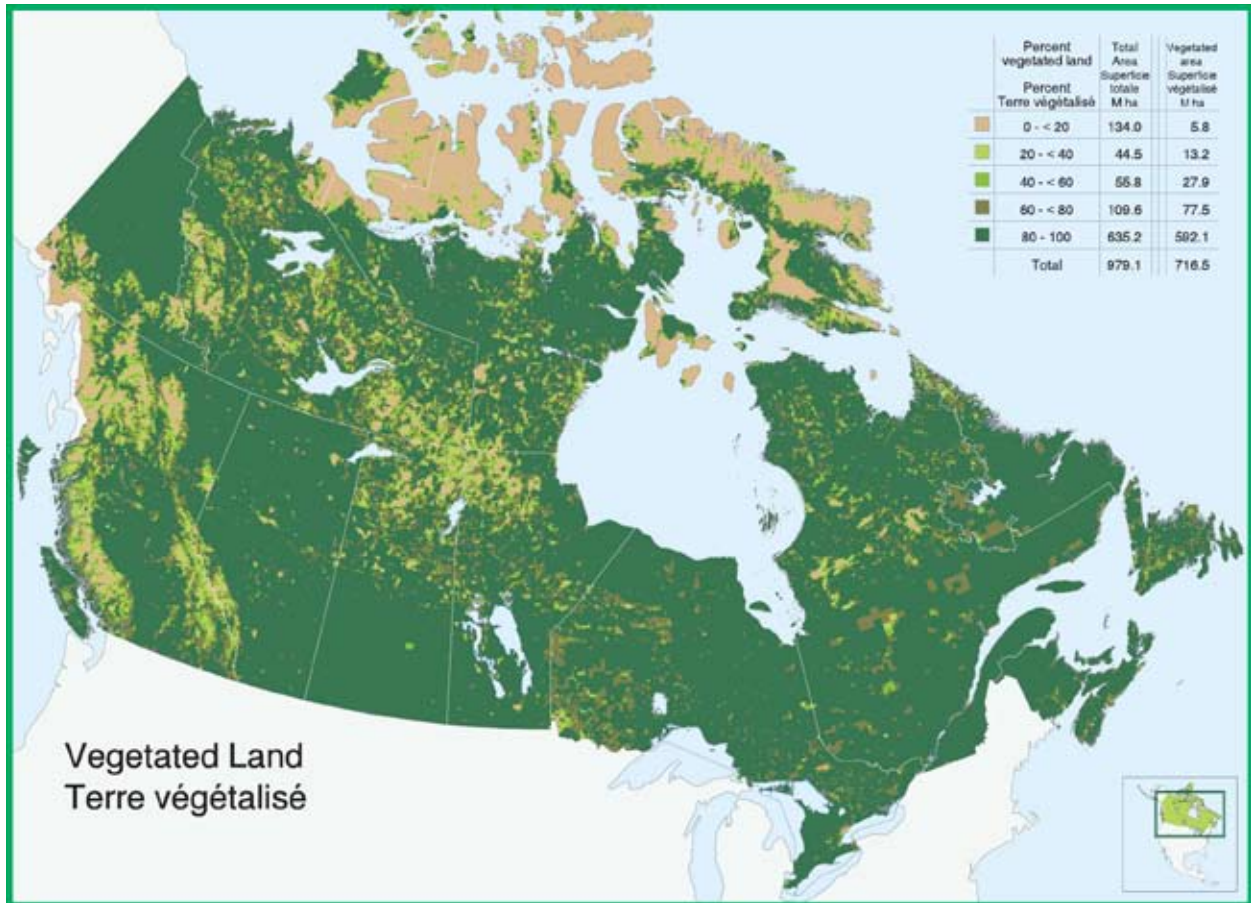 Percent vegetated land
Percent Terre végétalisé
Total Area Superficie totale M ha
Vegetated area Superficie végétalisé M ha
0 - < 20 134.0 5.8
20 - < 40 44.5 13.2
40 - < 60 55.8 27.9
60 - < 80 109.6 77.5
80 - 100 635.2 592.1
Total 979.1 716.5
Vegetated Land
Terre végétalisé